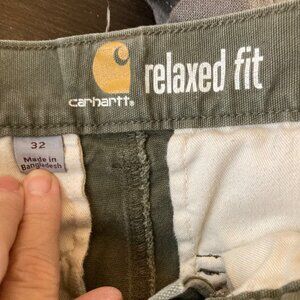 carhartt®
relaxed fit
32
Made in
Bangladesh